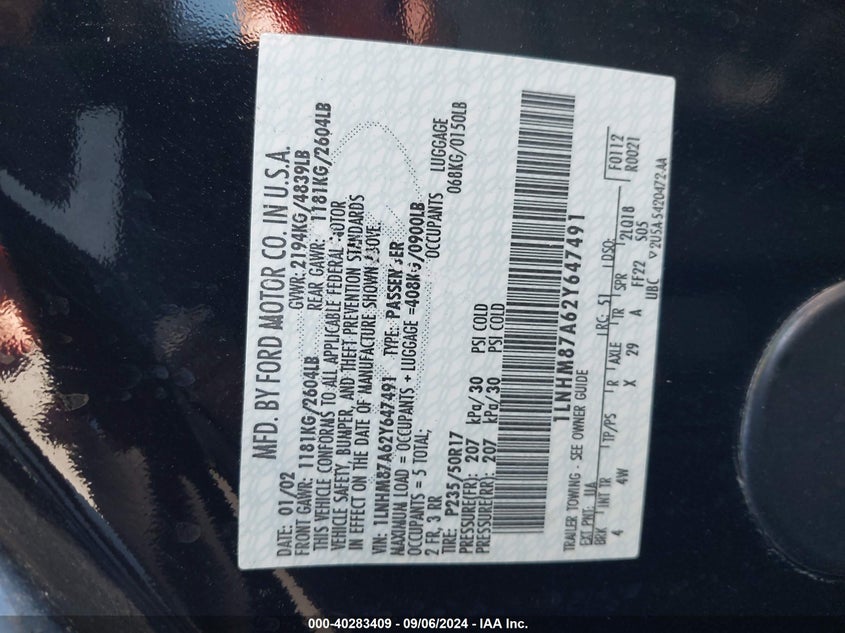 MFD. BY FORD MOTOR CO. IN U.S.A.
DATE: 01/02 GVWR: 2194KG/4839LB
FRONT GAWR: 1181KG/2604LB REAR GAWR: 1181KG/2604LB
THIS VEHICLE CONFORMS TO ALL APPLICABLE FEDERAL MOTOR
VEHICLE SAFETY, BUMPER, AND THEFT PREVENTION STANDARDS
IN EFFECT ON THE DATE OF MANUFACTURE SHOWN ABOVE.
VIN: 1LNHM87A62Y647491 TYPE: PASSENGER
MAXIMUM LOAD = OCCUPANTS + LUGGAGE =408KG/0900LB
OCCUPANTS = 5 TOTAL; OCCUPANTS LUGGAGE
2 FR, 3 RR 068KG/0150LB
TIRE: P235/50R17
PRESSURE(FR): 207 kPa/30 PSI COLD
PRESSURE(RR): 207 kPa/30 PSI COLD
1LNHM87A62Y647491
TRAILER TOWING - SEE OWNER GUIDE
EXT PNT: UA RC: 51 DSO: F0112
BRK INT TR TP/PS R AXLE TR SPR 2LQ18 R0021
4 4W X 29 A FF22 S05
UBC 2U5A-5420472-AA
000-40283409 - 09/06/2024 - IAA Inc.